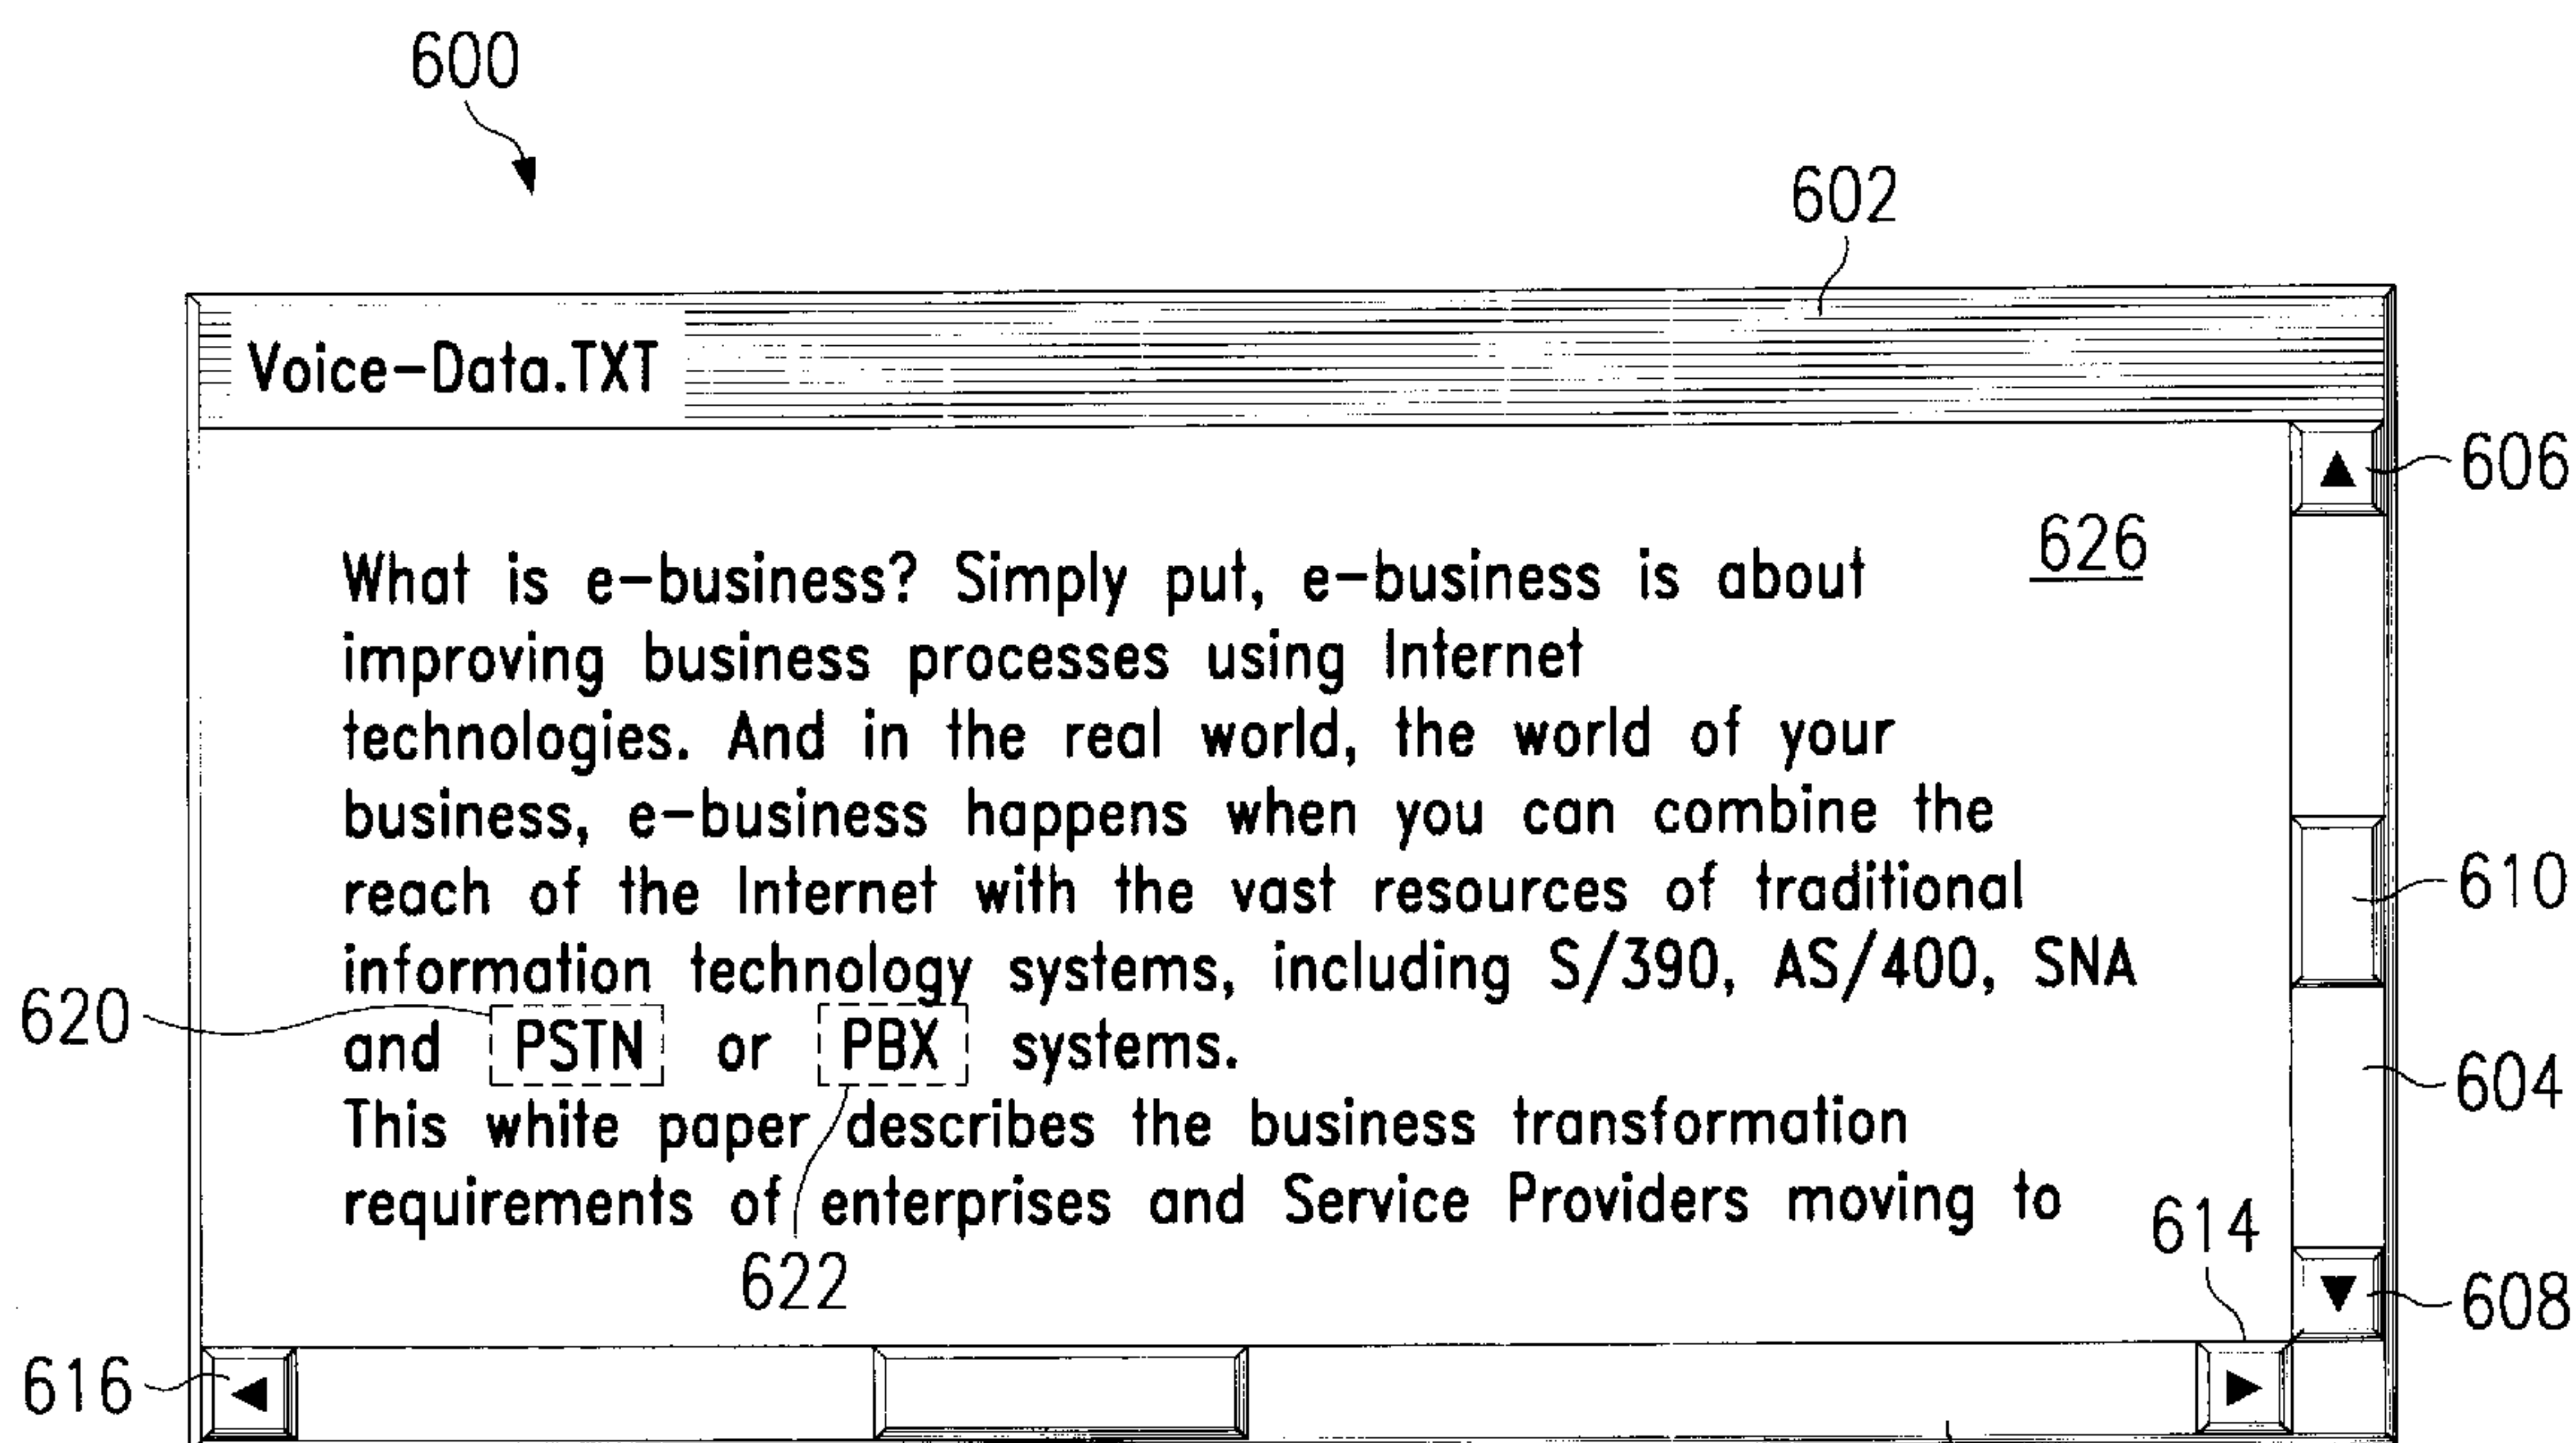 600
602
Voice-Data.TXT
606
626
What is e-business? Simply put, e-business is about
improving business processes using Internet
technologies. And in the real world, the world of your
business, e-business happens when you can combine the
reach of the Internet with the vast resources of traditional
610
information technology systems, including S/390, AS/400, SNA
620
and PSTN or PBX systems.
604
This white paper describes the business transformation
requirements of enterprises and Service Providers moving to
614
622
608
616